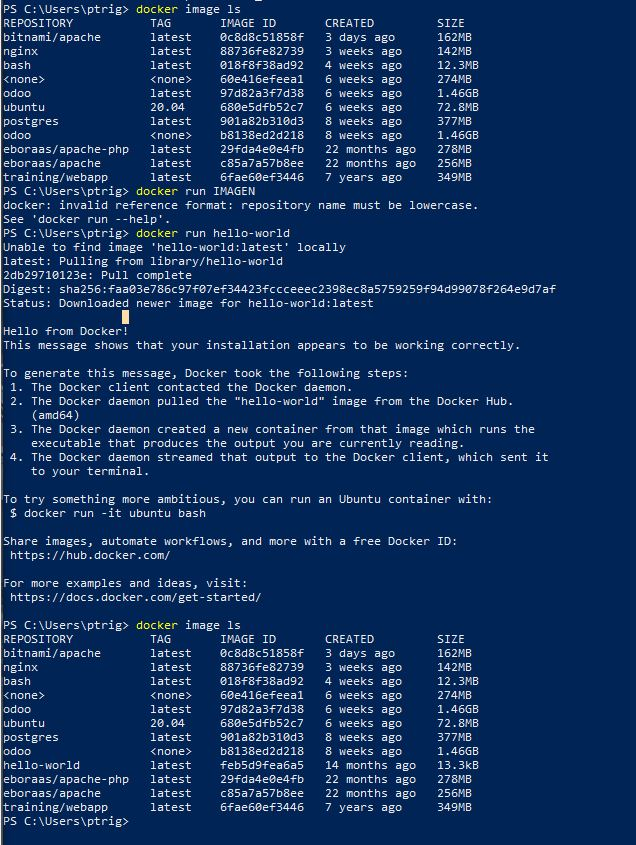 PS C:\Users\ptrig> docker image ls
REPOSITORY           TAG       IMAGE ID       CREATED         SIZE
bitnami/apache       latest    0c8d8c51858f   3 days ago      162MB
nginx                latest    88736fe82739   3 weeks ago     142MB
bash                 latest    018f8f38ad92   4 weeks ago     12.3MB
<none>               <none>    60e416efeea1   6 weeks ago     274MB
odoo                 latest    97d82a3f7d38   6 weeks ago     1.46GB
ubuntu               20.04     680e5dfb52c7   6 weeks ago     72.8MB
postgres             latest    901a82b310d3   8 weeks ago     377MB
odoo                 <none>    b8138ed2d218   8 weeks ago     1.46GB
eboraas/apache-php   latest    29fda4e0e4fb   22 months ago   278MB
eboraas/apache       latest    c85a7a57b8ee   22 months ago   256MB
training/webapp      latest    6fae60ef3446   7 years ago     349MB
PS C:\Users\ptrig> docker run IMAGEN
docker: invalid reference format: repository name must be lowercase.
See 'docker run --help'.
PS C:\Users\ptrig> docker run hello-world
Unable to find image 'hello-world:latest' locally
latest: Pulling from library/hello-world
2db29710123e: Pull complete
Digest: sha256:faa03e786c97f07ef34423fccceeec2398ec8a5759259f94d99078f264e9d7af
Status: Downloaded newer image for hello-world:latest
Hello from Docker!
This message shows that your installation appears to be working correctly.
To generate this message, Docker took the following steps:
 1. The Docker client contacted the Docker daemon.
 2. The Docker daemon pulled the "hello-world" image from the Docker Hub.
    (amd64)
 3. The Docker daemon created a new container from that image which runs the
    executable that produces the output you are currently reading.
 4. The Docker daemon streamed that output to the Docker client, which sent it
    to your terminal.
To try something more ambitious, you can run an Ubuntu container with:
 $ docker run -it ubuntu bash
Share images, automate workflows, and more with a free Docker ID:
 https://hub.docker.com/
For more examples and ideas, visit:
 https://docs.docker.com/get-started/
PS C:\Users\ptrig> docker image ls
REPOSITORY           TAG       IMAGE ID       CREATED         SIZE
bitnami/apache       latest    0c8d8c51858f   3 days ago      162MB
nginx                latest    88736fe82739   3 weeks ago     142MB
bash                 latest    018f8f38ad92   4 weeks ago     12.3MB
<none>               <none>    60e416efeea1   6 weeks ago     274MB
odoo                 latest    97d82a3f7d38   6 weeks ago     1.46GB
ubuntu               20.04     680e5dfb52c7   6 weeks ago     72.8MB
postgres             latest    901a82b310d3   8 weeks ago     377MB
odoo                 <none>    b8138ed2d218   8 weeks ago     1.46GB
hello-world          latest    feb5d9fea6a5   14 months ago   13.3kB
eboraas/apache-php   latest    29fda4e0e4fb   22 months ago   278MB
eboraas/apache       latest    c85a7a57b8ee   22 months ago   256MB
training/webapp      latest    6fae60ef3446   7 years ago     349MB
PS C:\Users\ptrig>